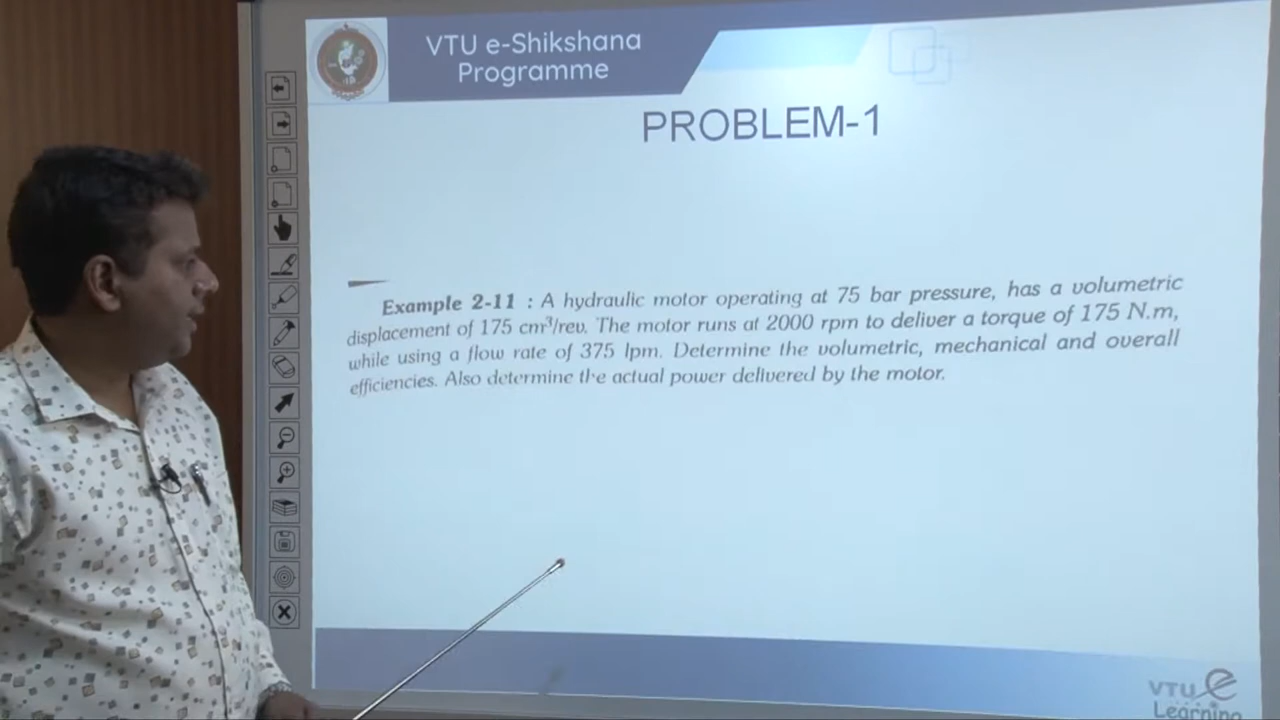 VTU e-Shikshana
Programme
PROBLEM-1
Example 2-11 : A hydraulic motor operating at 75 bar pressure, has a volumetric
displacement of 175 cm³/rev. The motor runs at 2000 rpm to deliver a torque of 175 N.m,
while using a flow rate of 375 lpm. Determine the volumetric, mechanical and overall
efficiencies. Also determine the actual power delivered by the motor.
VTU e
Learning